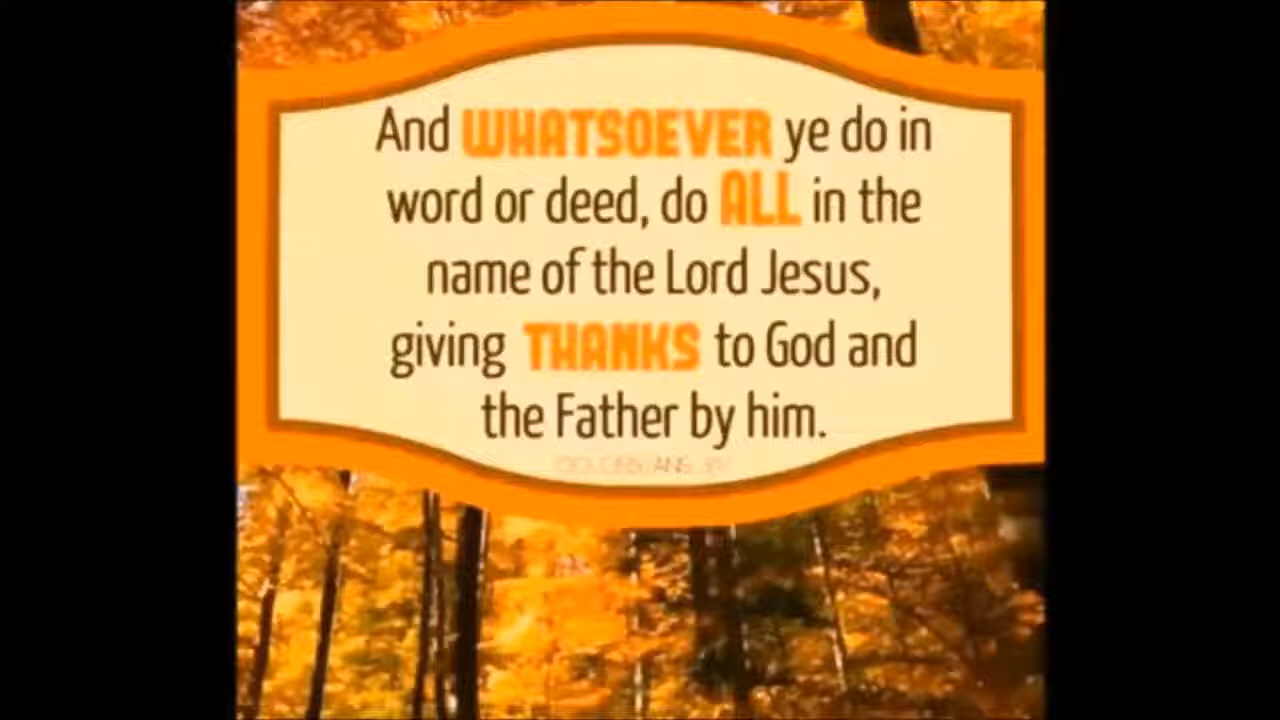 And WHATSOEVER ye do in
word or deed, do ALL in the
name of the Lord Jesus,
giving THANKS to God and
the Father by him.
COLOSSIANS